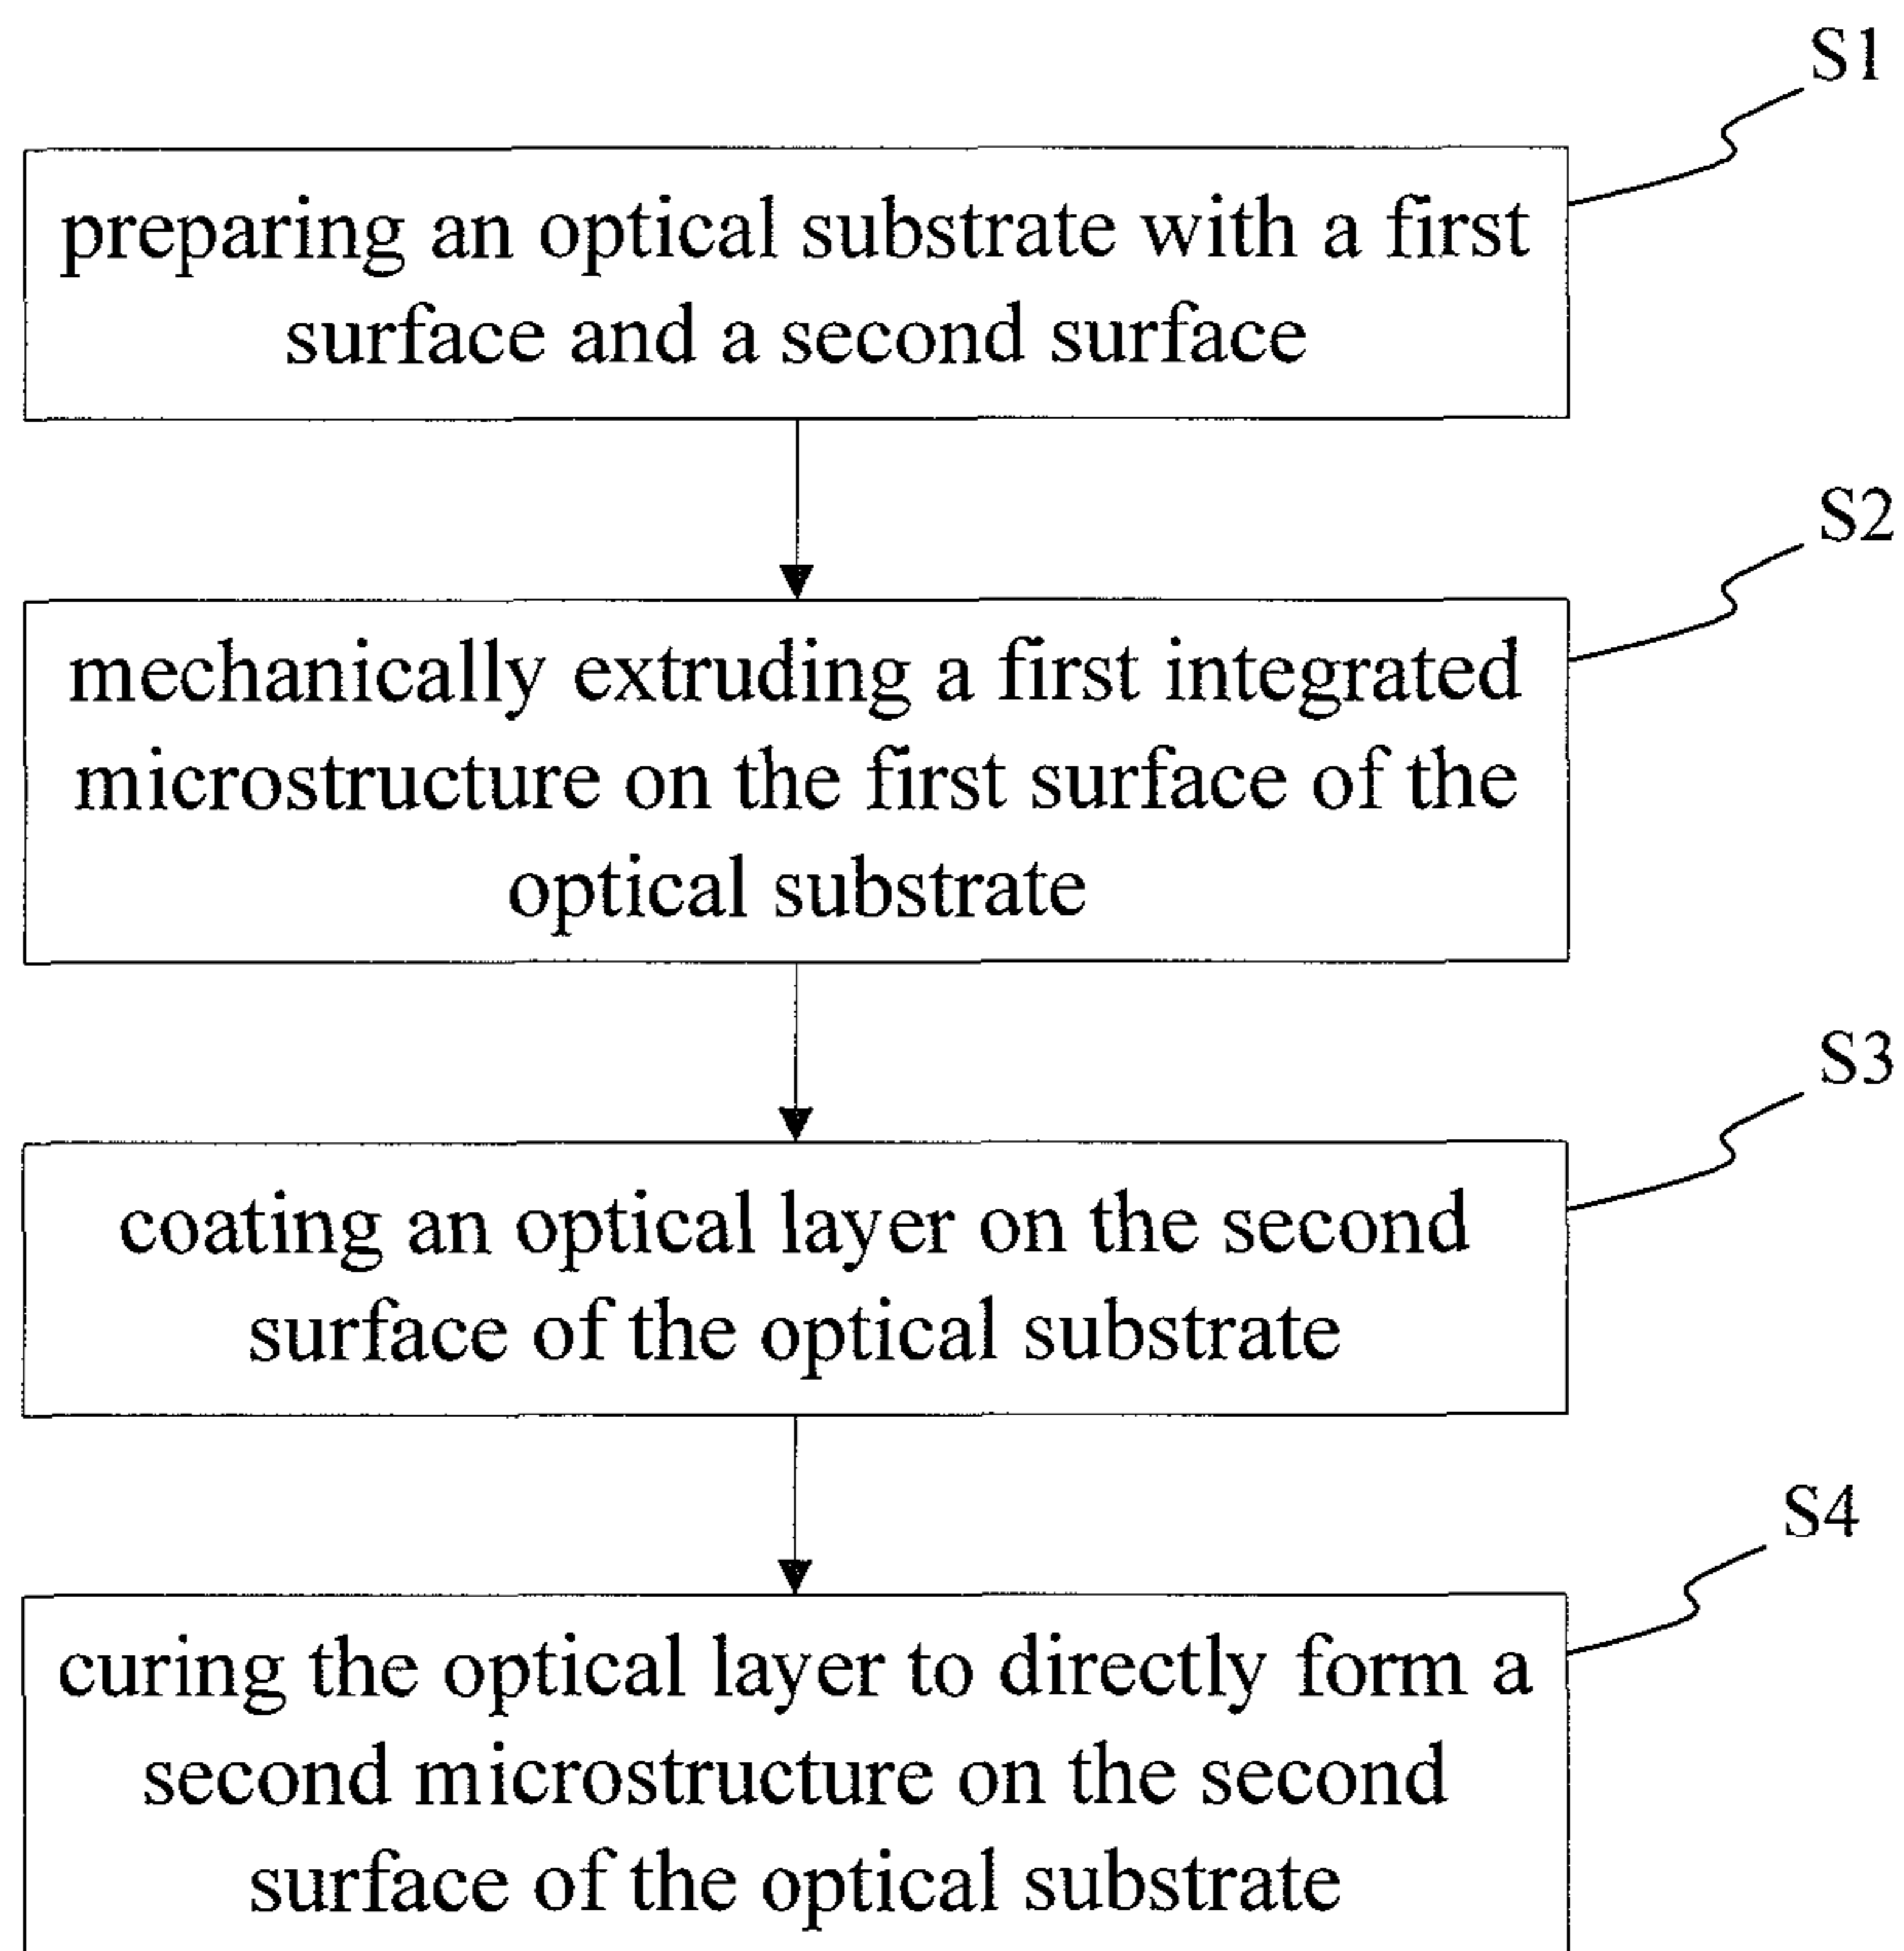 S1
preparing an optical substrate with a first
surface and a second surface
S2
mechanically extruding a first integrated
microstructure on the first surface of the
optical substrate
S3
coating an optical layer on the second
surface of the optical substrate
S4
curing the optical layer to directly form a
second microstructure on the second
surface of the optical substrate